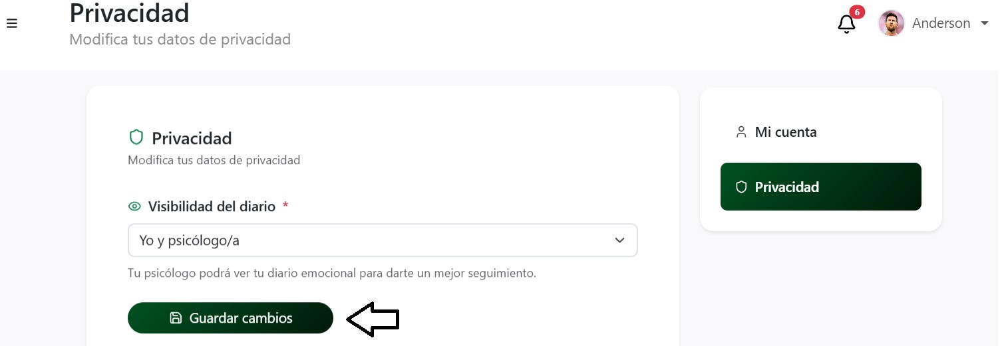 Privacidad
Modifica tus datos de privacidad
6
Anderson
Privacidad
Modifica tus datos de privacidad
Visibilidad del diario *
Yo y psicólogo/a
Tu psicólogo podrá ver tu diario emocional para darte un mejor seguimiento.
Guardar cambios
Mi cuenta
Privacidad